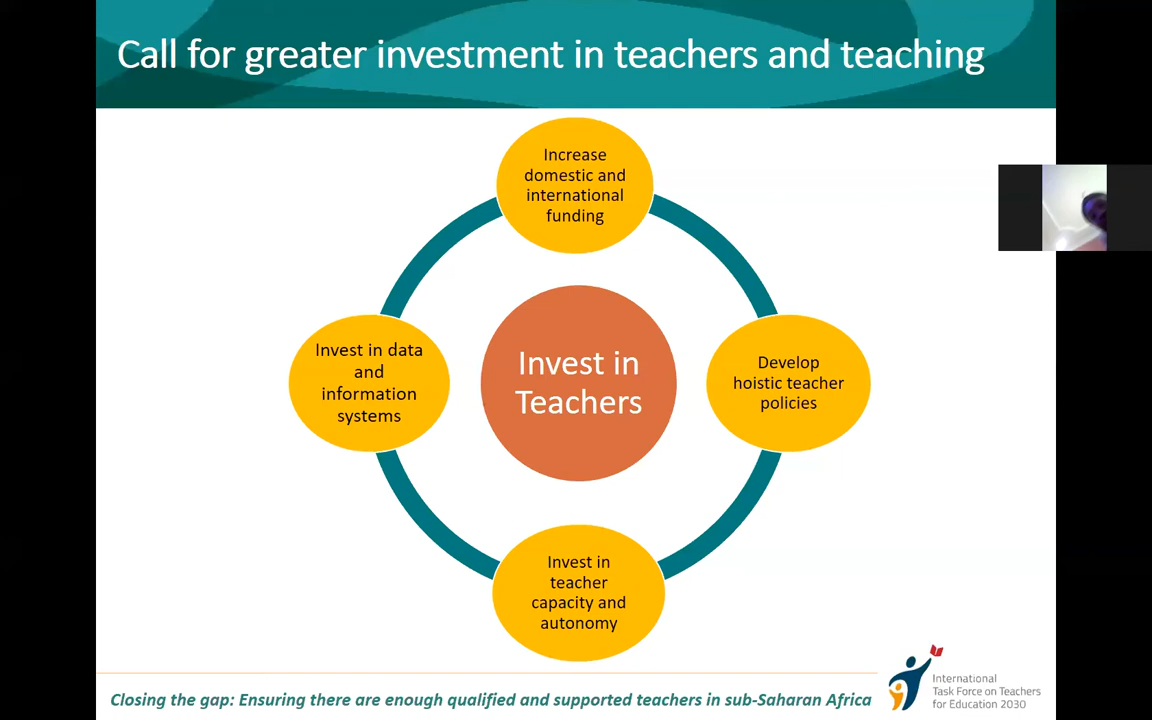 Call for greater investment in teachers and teaching
Increase
domestic and
international
funding
Invest in data
and
information
systems
Invest in
Teachers
Develop
hoistic teacher
policies
Invest in
teacher
capacity and
autonomy
Closing the gap: Ensuring there are enough qualified and supported teachers in sub-Saharan Africa
International
Task Force on Teachers
for Education 2030